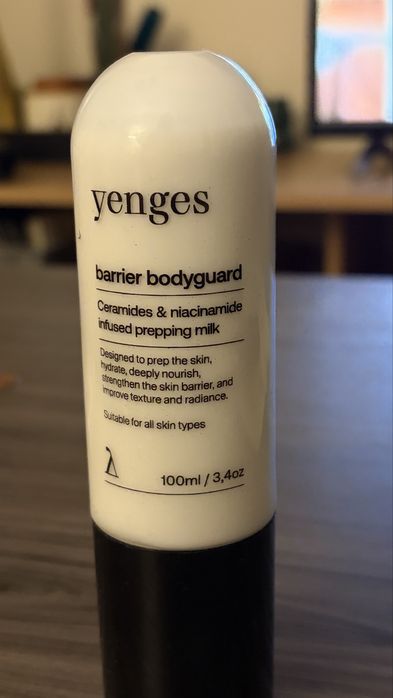 yenges
barrier bodyguard
Ceramides & niacinamide
infused prepping milk
Designed to prep the skin,
hydrate, deeply nourish,
strengthen the skin barrier, and
improve texture and radiance.
Suitable for all skin types
λ
100ml / 3,4oz